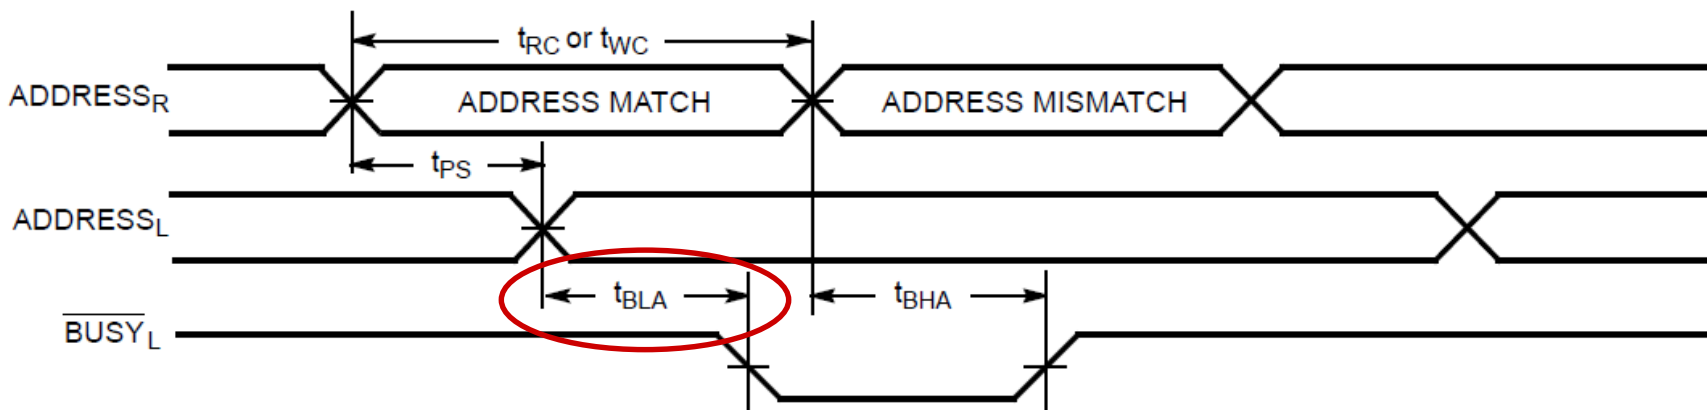 tRC or tWC
ADDRESSR
ADDRESS MATCH
ADDRESS MISMATCH
tPS
ADDRESSL
tBLA
tBHA
BUSYL